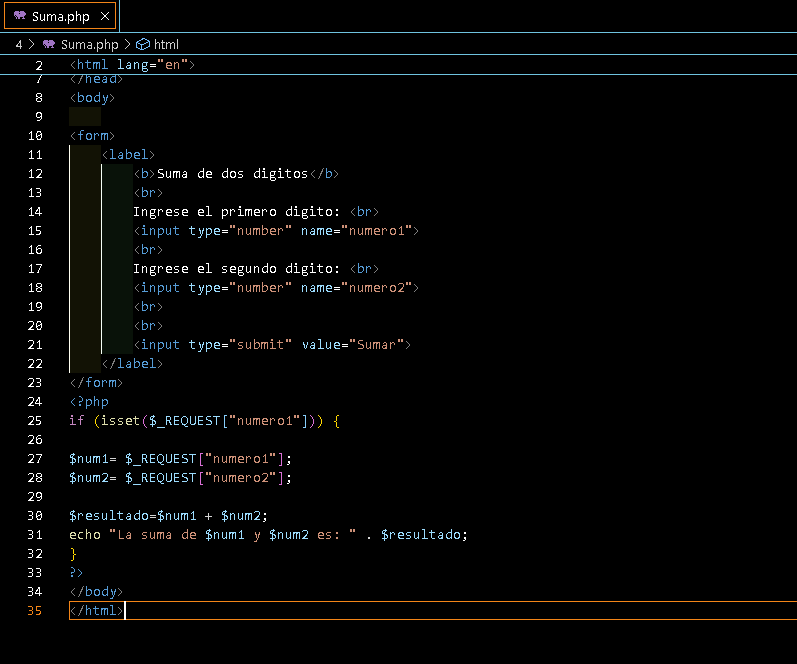 Suma.php ×
4 > Suma.php > html
2 <html lang="en">
7 </head>
8 <body>
9
10 <form>
11 <label>
12 <b>Suma de dos digitos</b>
13 <br>
14 Ingrese el primero digito: <br>
15 <input type="number" name="numero1">
16 <br>
17 Ingrese el segundo digito: <br>
18 <input type="number" name="numero2">
19 <br>
20 <br>
21 <input type="submit" value="Sumar">
22 </label>
23 </form>
24 <?php
25 if (isset($_REQUEST["numero1"])) {
26
27 $num1= $_REQUEST["numero1"];
28 $num2= $_REQUEST["numero2"];
29
30 $resultado=$num1 + $num2;
31 echo "La suma de $num1 y $num2 es: " . $resultado;
32 }
33 ?>
34 </body>
35 </html>